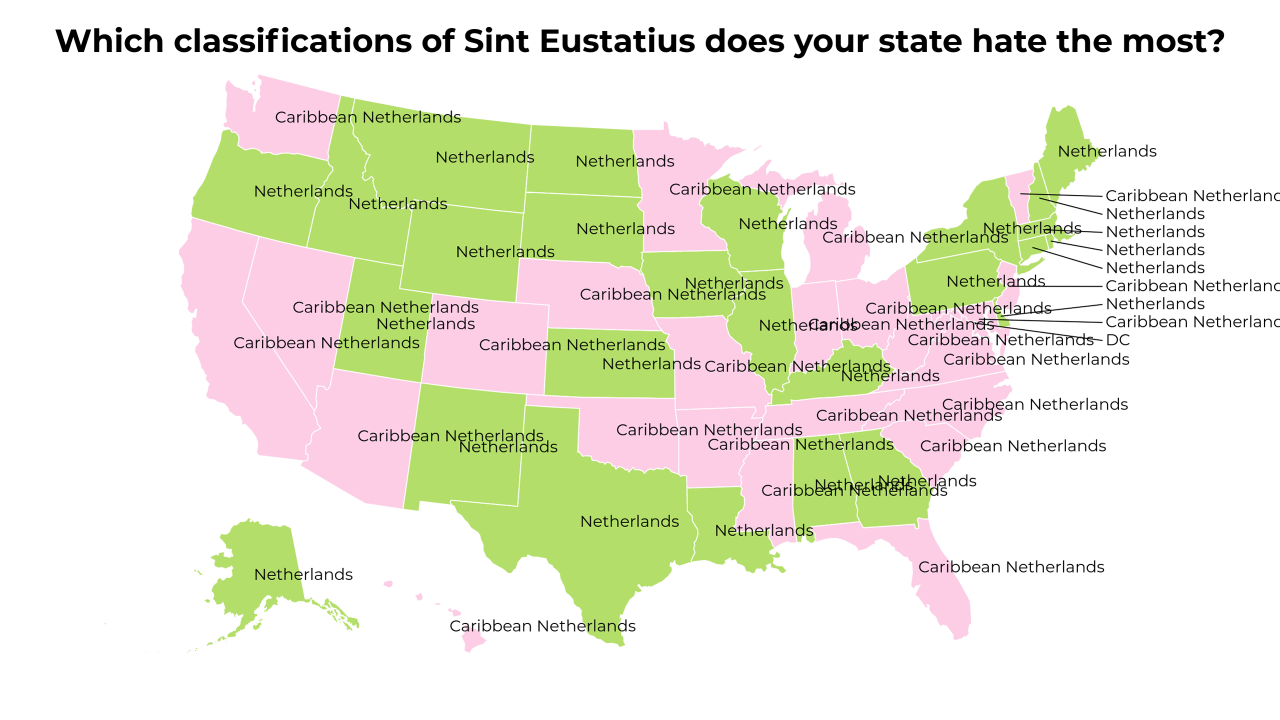 Which classifications of Sint Eustatius does your state hate the most?
Caribbean Netherlands
Netherlands
Netherlands
Netherlands
Netherlands
Caribbean Netherlands
Netherlands
Netherlands
Caribbean Netherlands
Netherlands
Netherlands
Netherlands
Netherlands
Netherlands
Caribbean Netherlands
Netherlands
Netherlands
Netherlands
Netherlands
Netherlands
Caribbean Netherlands
Caribbean Netherlands
Netherlands
Caribbean Netherlands
Caribbean Netherlands
Caribbean Netherlands
Netherlands
Netherlands
Caribbean Netherlands
Caribbean Netherlands
Caribbean Netherlands
DC
Caribbean Netherlands
Caribbean Netherlands
Caribbean Netherlands
Netherlands
Caribbean Netherlands
Netherlands
Caribbean Netherlands
Caribbean Netherlands
Caribbean Netherlands
Caribbean Netherlands
Netherlands
Caribbean Netherlands
Caribbean Netherlands
Netherlands
Netherlands
Caribbean Netherlands
Netherlands
Netherlands
Caribbean Netherlands
Netherlands
Caribbean Netherlands